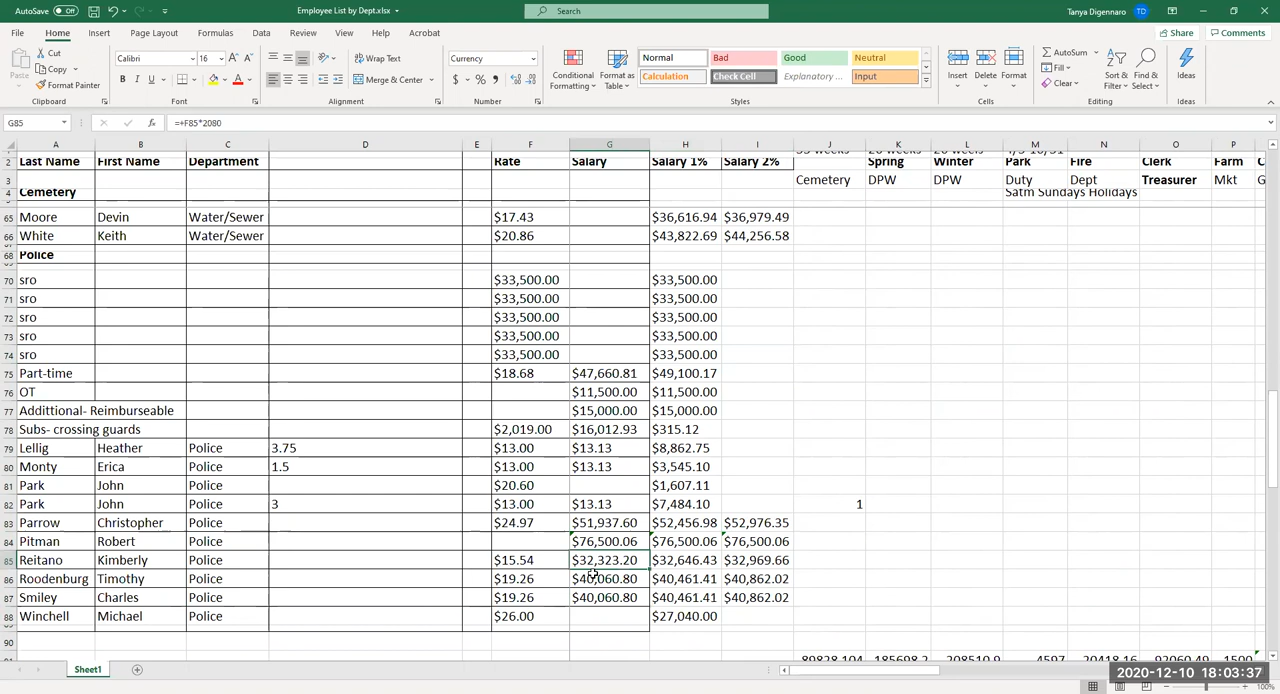 AutoSave Off Employee List by Dept.xlsx Search Tanya Digennaro TD
File Home Insert Page Layout Formulas Data Review View Help Acrobat Share Comments
Cut Calibri 16 Wrap Text Currency Normal Bad Good Neutral AutoSum
Paste Copy Conditional Format as Insert Delete Format Fill Sort & Find & Ideas
Format Painter B I U Merge & Center $ % Formatting Table Calculation Check Cell Explanatory ... Input Clear Filter Select
Clipboard Font Alignment Number Styles Cells Editing Ideas
G85 fx =+F85*2080
A B C D E F G H I J K L M N O P
2 Last Name First Name Department Rate Salary Salary 1% Salary 2% Spring Winter Park Fire Clerk Farm
3 Cemetery DPW DPW Duty Dept Treasurer Mkt
4 Cemetery Satm Sundays Holidays
65 Moore Devin Water/Sewer $17.43 $36,616.94 $36,979.49
66 White Keith Water/Sewer $20.86 $43,822.69 $44,256.58
68 Police
70 sro $33,500.00 $33,500.00
71 sro $33,500.00 $33,500.00
72 sro $33,500.00 $33,500.00
73 sro $33,500.00 $33,500.00
74 sro $33,500.00 $33,500.00
75 Part-time $18.68 $47,660.81 $49,100.17
76 OT $11,500.00 $11,500.00
77 Addittional- Reimburseable $15,000.00 $15,000.00
78 Subs- crossing guards $2,019.00 $16,012.93 $315.12
79 Lellig Heather Police 3.75 $13.00 $13.13 $8,862.75
80 Monty Erica Police 1.5 $13.00 $13.13 $3,545.10
81 Park John Police $20.60 $1,607.11
82 Park John Police 3 $13.00 $13.13 $7,484.10 1
83 Parrow Christopher Police $24.97 $51,937.60 $52,456.98 $52,976.35
84 Pitman Robert Police $76,500.06 $76,500.06 $76,500.06
85 Reitano Kimberly Police $15.54 $32,323.20 $32,646.43 $32,969.66
86 Roodenburg Timothy Police $19.26 $40,060.80 $40,461.41 $40,862.02
87 Smiley Charles Police $19.26 $40,060.80 $40,461.41 $40,862.02
88 Winchell Michael Police $26.00 $27,040.00
90
89828.104 185698.2 208510.9 4597 20418.16 92060.49 1500
Sheet1
2020-12-10 18:03:37
100%